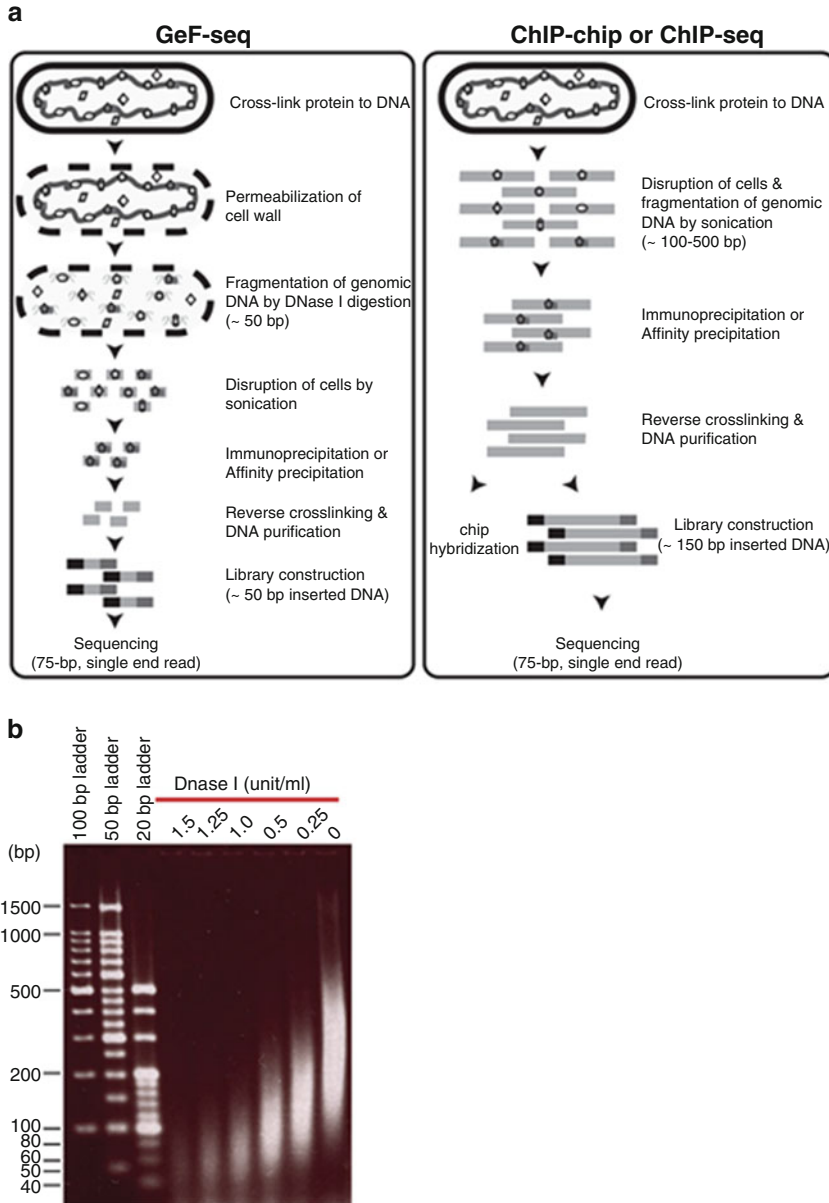 a
GeF-seq
Cross-link protein to DNA
Permeabilization of
cell wall
Fragmentation of genomic
DNA by DNase I digestion
(~ 50 bp)
Disruption of cells by
sonication
Immunoprecipitation or
Affinity precipitation
Reverse crosslinking &
DNA purification
Library construction
(~ 50 bp inserted DNA)
Sequencing
(75-bp, single end read)
ChIP-chip or ChIP-seq
Cross-link protein to DNA
Disruption of cells &
fragmentation of genomic
DNA by sonication
(~ 100-500 bp)
Immunoprecipitation or
Affinity precipitation
Reverse crosslinking &
DNA purification
chip
hybridization
Library construction
(~ 150 bp inserted DNA)
Sequencing
(75-bp, single end read)
b
100 bp ladder
50 bp ladder
20 bp ladder
Dnase I (unit/ml)
1.5 1.25 1.0 0.5 0.25 0
(bp)
1500
1000
500
200
100
80
60
50
40